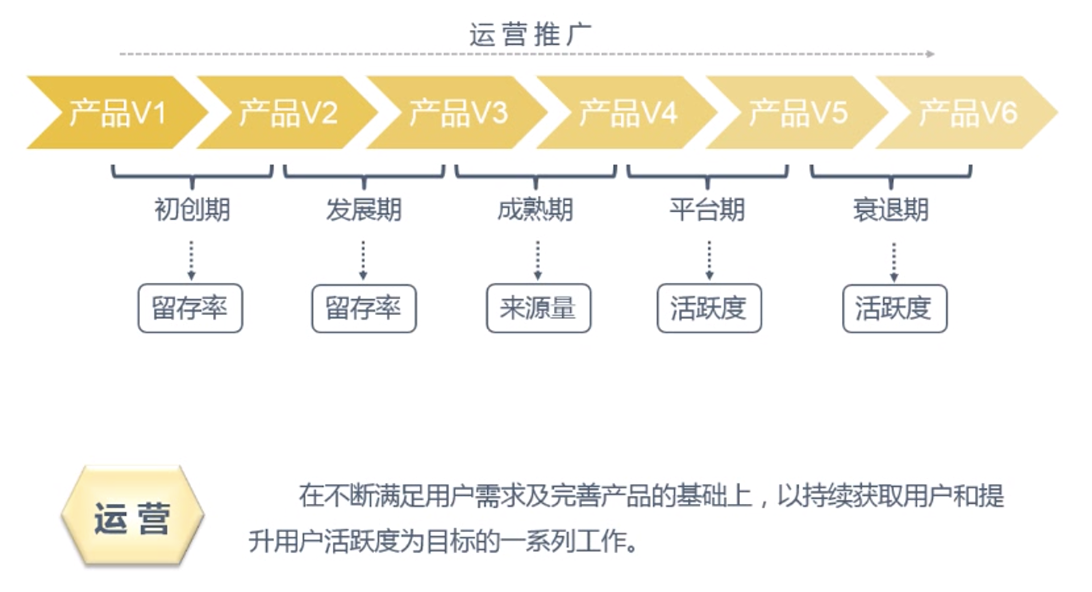 运营推广
产品V1 产品V2 产品V3 产品V4 产品V5 产品V6
初创期 发展期 成熟期 平台期 衰退期
留存率 留存率 来源量 活跃度 活跃度
运营
在不断满足用户需求及完善产品的基础上，以持续获取用户和提
升用户活跃度为目标的一系列工作。